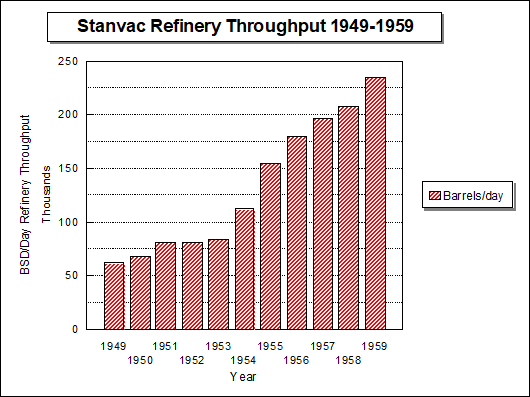 Stanvac Refinery Throughput 1949-1959
BSD/Day Refinery Throughput
Thousands
250
200
150
100
50
0
1949 1951 1953 1955 1957 1959
1950 1952 1954 1956 1958
Year
Barrels/day